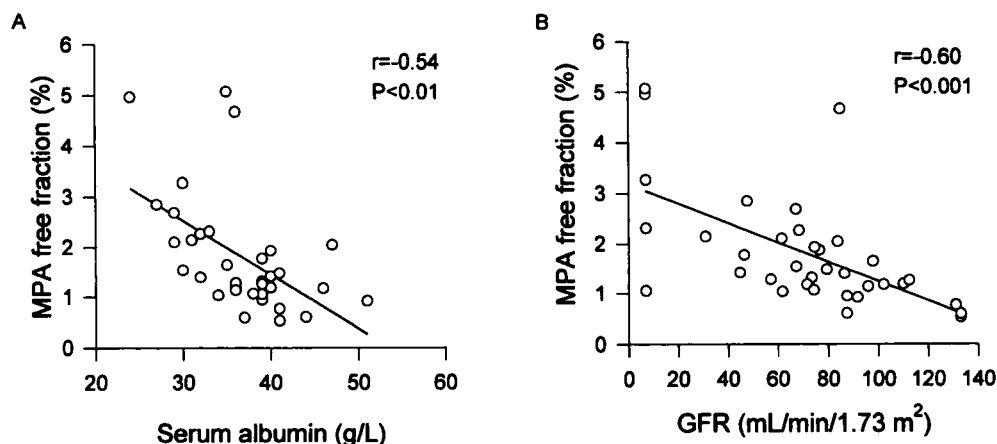 A
r=-0.54
P<0.01
MPA free fraction (%)
6
5
4
3
2
1
0
20 30 40 50 60
Serum albumin (g/L)
B
r=-0.60
P<0.001
MPA free fraction (%)
6
5
4
3
2
1
0
0 20 40 60 80 100 120 140
GFR (mL/min/1.73 m²)